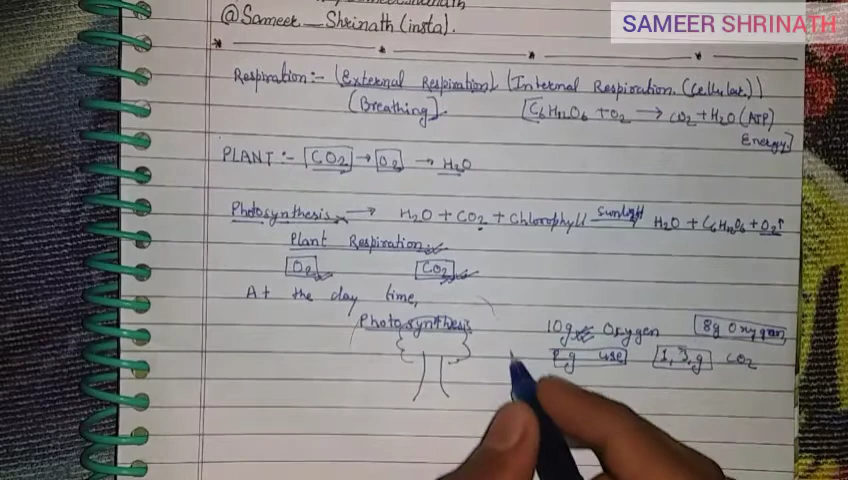 SAMEER SHRINATH
@Sameer_Shrinath (insta).
Respiration:- (External Respiration) (Internal Respiration. (Cellular.))
(Breathing).
[C6H12O6 + O2 → CO2 + H2O (ATP)
Energy]
PLANT :- [CO2] → [O2] → H2O
Photosynthesis → H2O + CO2 + Chlorophyll sunlight H2O + C6H12O6 + O2↑
Plant Respiration
O2 CO2
At the day time,
Photosynthesis 10g Oxygen 8g Oxygen
2g use 1,3,g CO2